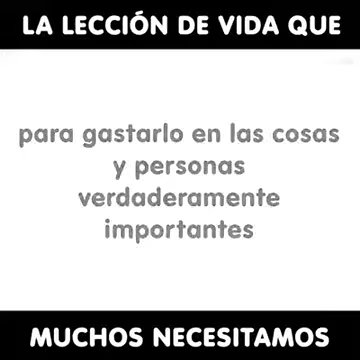 LA LECCIÓN DE VIDA QUE
para gastarlo en las cosas
y personas
verdaderamente
importantes
MUCHOS NECESITAMOS